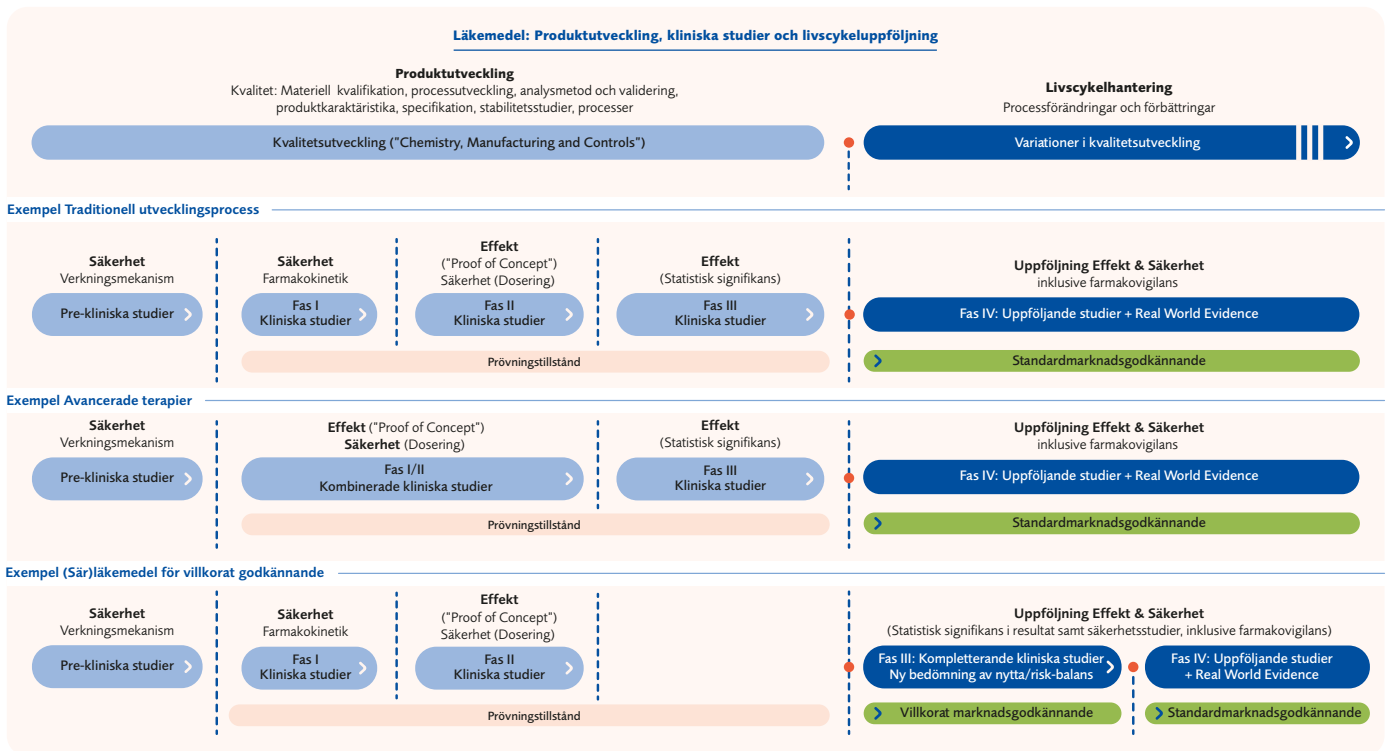 Läkemedel: Produktutveckling, kliniska studier och livscykeluppföljning
Produktutveckling
Kvalitet: Materiell kvalifikation, processutveckling, analysmetod och validering,
produktkaraktäristika, specifikation, stabilitetsstudier, processer
Kvalitetsutveckling ("Chemistry, Manufacturing and Controls")
Livscykelhantering
Processförändringar och förbättringar
Variationer i kvalitetsutveckling
Exempel Traditionell utvecklingsprocess
Säkerhet
Verkningsmekanism
Pre-kliniska studier
Säkerhet
Farmakokinetik
Fas I
Kliniska studier
Effekt
("Proof of Concept")
Säkerhet (Dosering)
Fas II
Kliniska studier
Effekt
(Statistisk signifikans)
Fas III
Kliniska studier
Prövningstillstånd
Uppföljning Effekt & Säkerhet
inklusive farmakovigilans
Fas IV: Uppföljande studier + Real World Evidence
Standardmarknadsgodkännande
Exempel Avancerade terapier
Säkerhet
Verkningsmekanism
Pre-kliniska studier
Effekt ("Proof of Concept")
Säkerhet (Dosering)
Fas I/II
Kombinerade kliniska studier
Effekt
(Statistisk signifikans)
Fas III
Kliniska studier
Prövningstillstånd
Uppföljning Effekt & Säkerhet
inklusive farmakovigilans
Fas IV: Uppföljande studier + Real World Evidence
Standardmarknadsgodkännande
Exempel (Sär)läkemedel för villkorat godkännande
Säkerhet
Verkningsmekanism
Pre-kliniska studier
Säkerhet
Farmakokinetik
Fas I
Kliniska studier
Effekt
("Proof of Concept")
Säkerhet (Dosering)
Fas II
Kliniska studier
Prövningstillstånd
Uppföljning Effekt & Säkerhet
(Statistisk signifikans i resultat samt säkerhetsstudier, inklusive farmakovigilans)
Fas III: Kompletterande kliniska studier
Ny bedömning av nytta/risk-balans
Villkorat marknadsgodkännande
Fas IV: Uppföljande studier
+ Real World Evidence
Standardmarknadsgodkännande